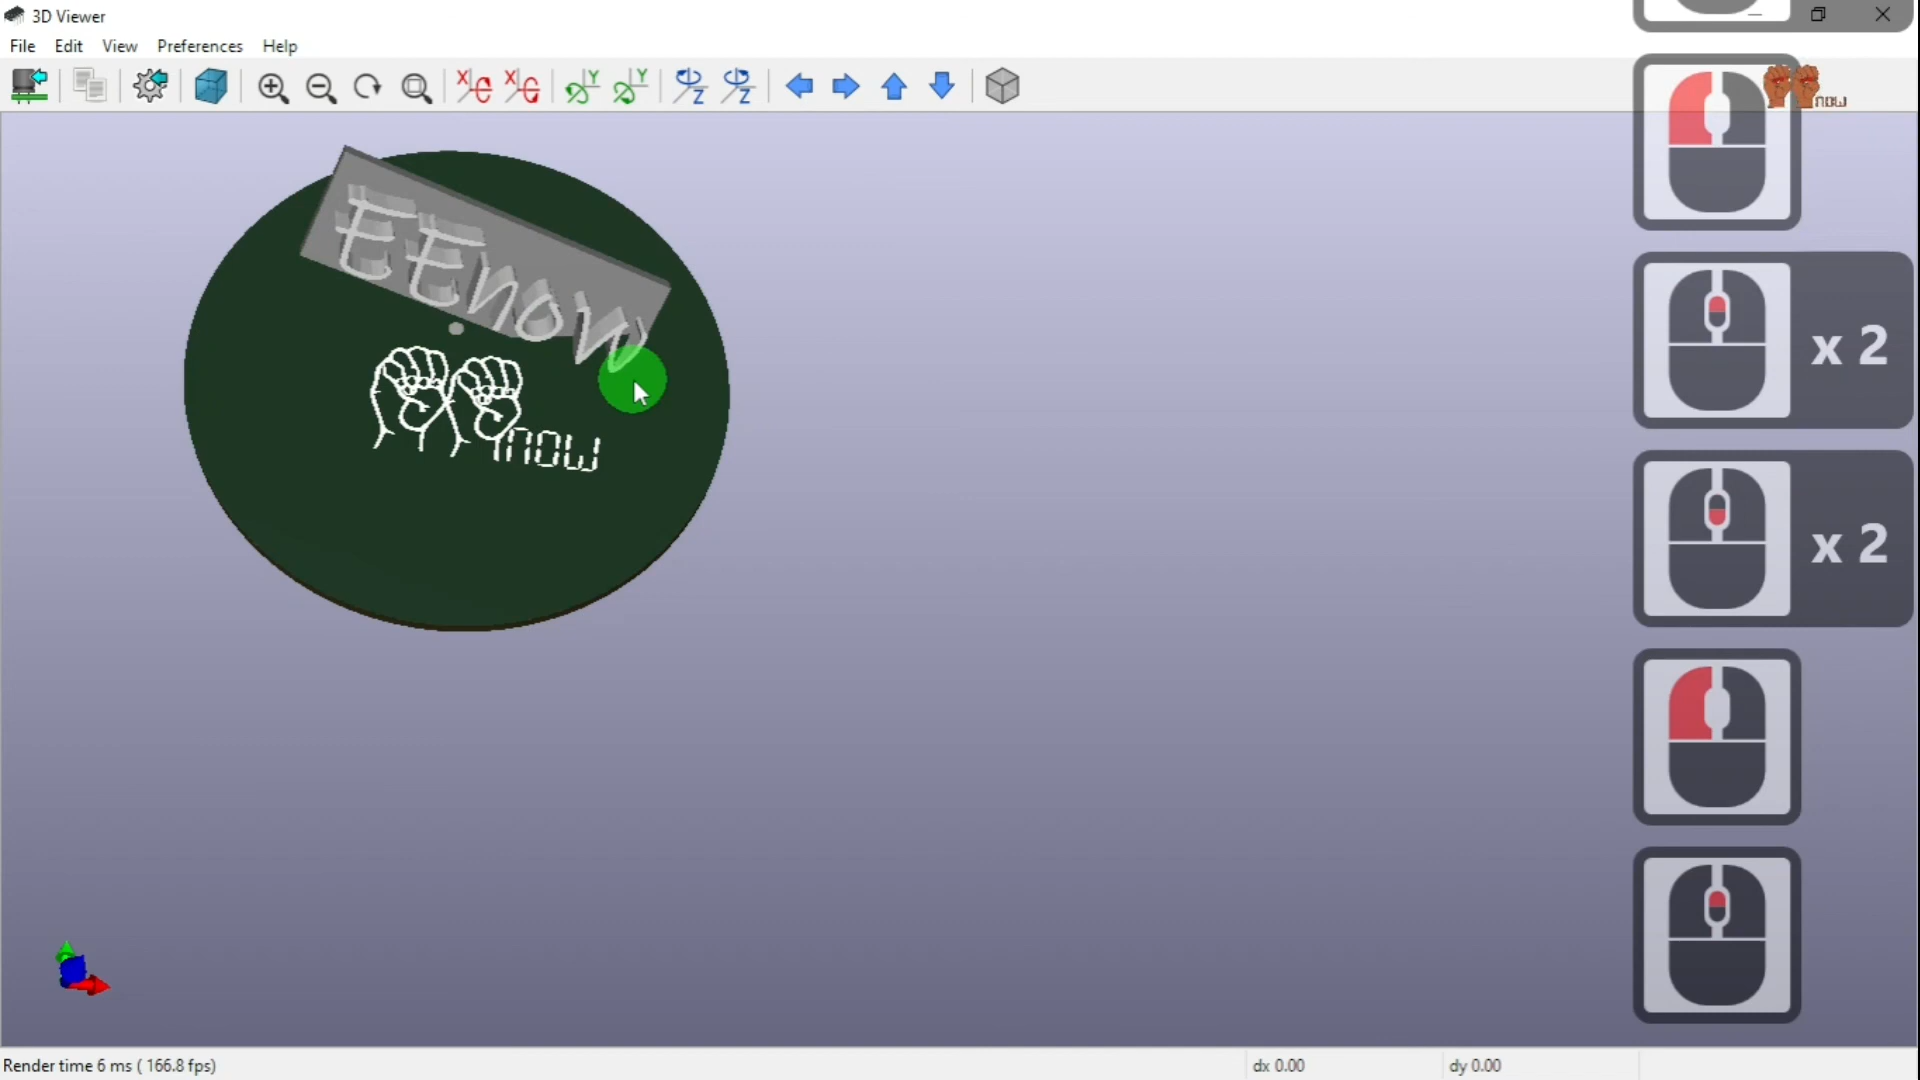 3D Viewer
File Edit View Preferences Help
X X Y Y Z Z
now
EEnow
now
x 2
x 2
Render time 6 ms ( 166.8 fps)
dx 0.00
dy 0.00